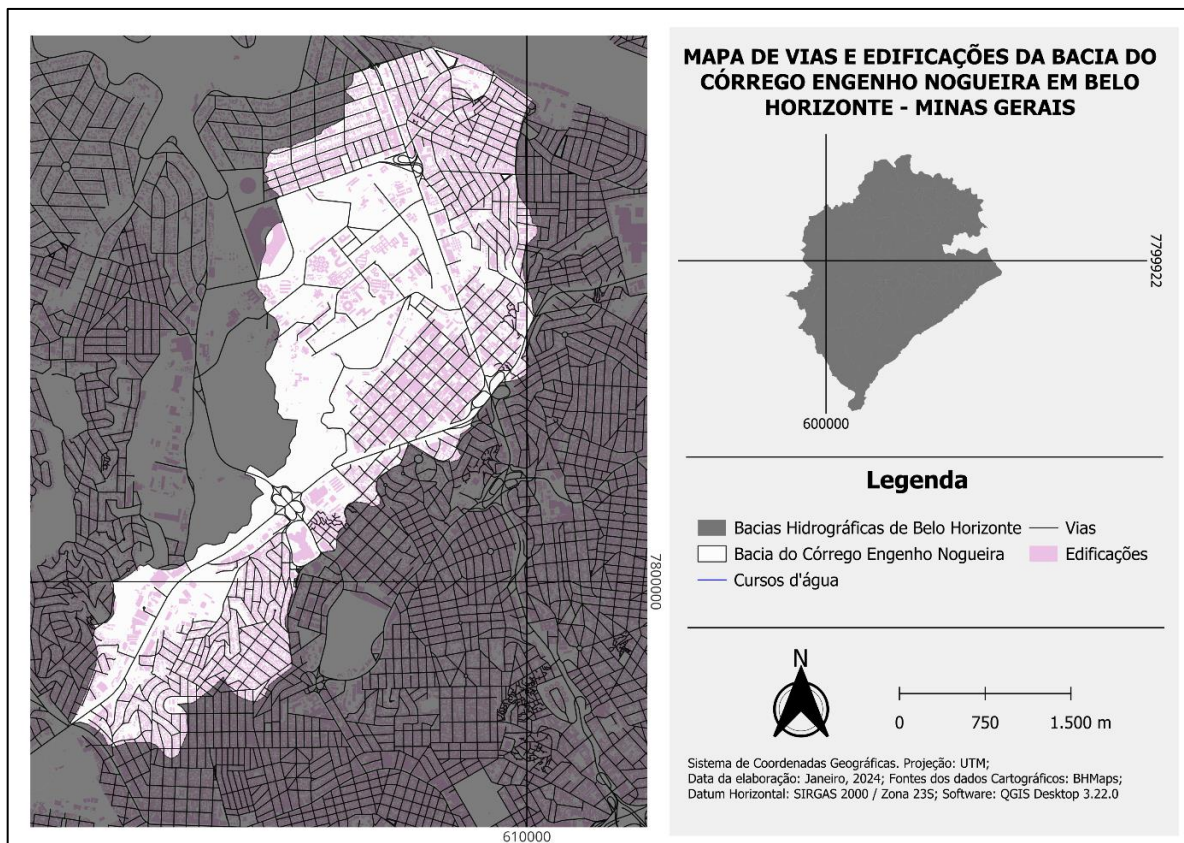 MAPA DE VIAS E EDIFICAÇÕES DA BACIA DO
CÓRREGO ENGENHO NOGUEIRA EM BELO
HORIZONTE - MINAS GERAIS
7799922
600000
Legenda
Bacias Hidrográficas de Belo Horizonte
Vias
Bacia do Córrego Engenho Nogueira
Edificações
Cursos d'água
N
0 750 1.500 m
Sistema de Coordenadas Geográficas. Projeção: UTM;
Data da elaboração: Janeiro, 2024; Fontes dos dados Cartográficos: BHMaps;
Datum Horizontal: SIRGAS 2000 / Zona 23S; Software: QGIS Desktop 3.22.0
7800000
610000